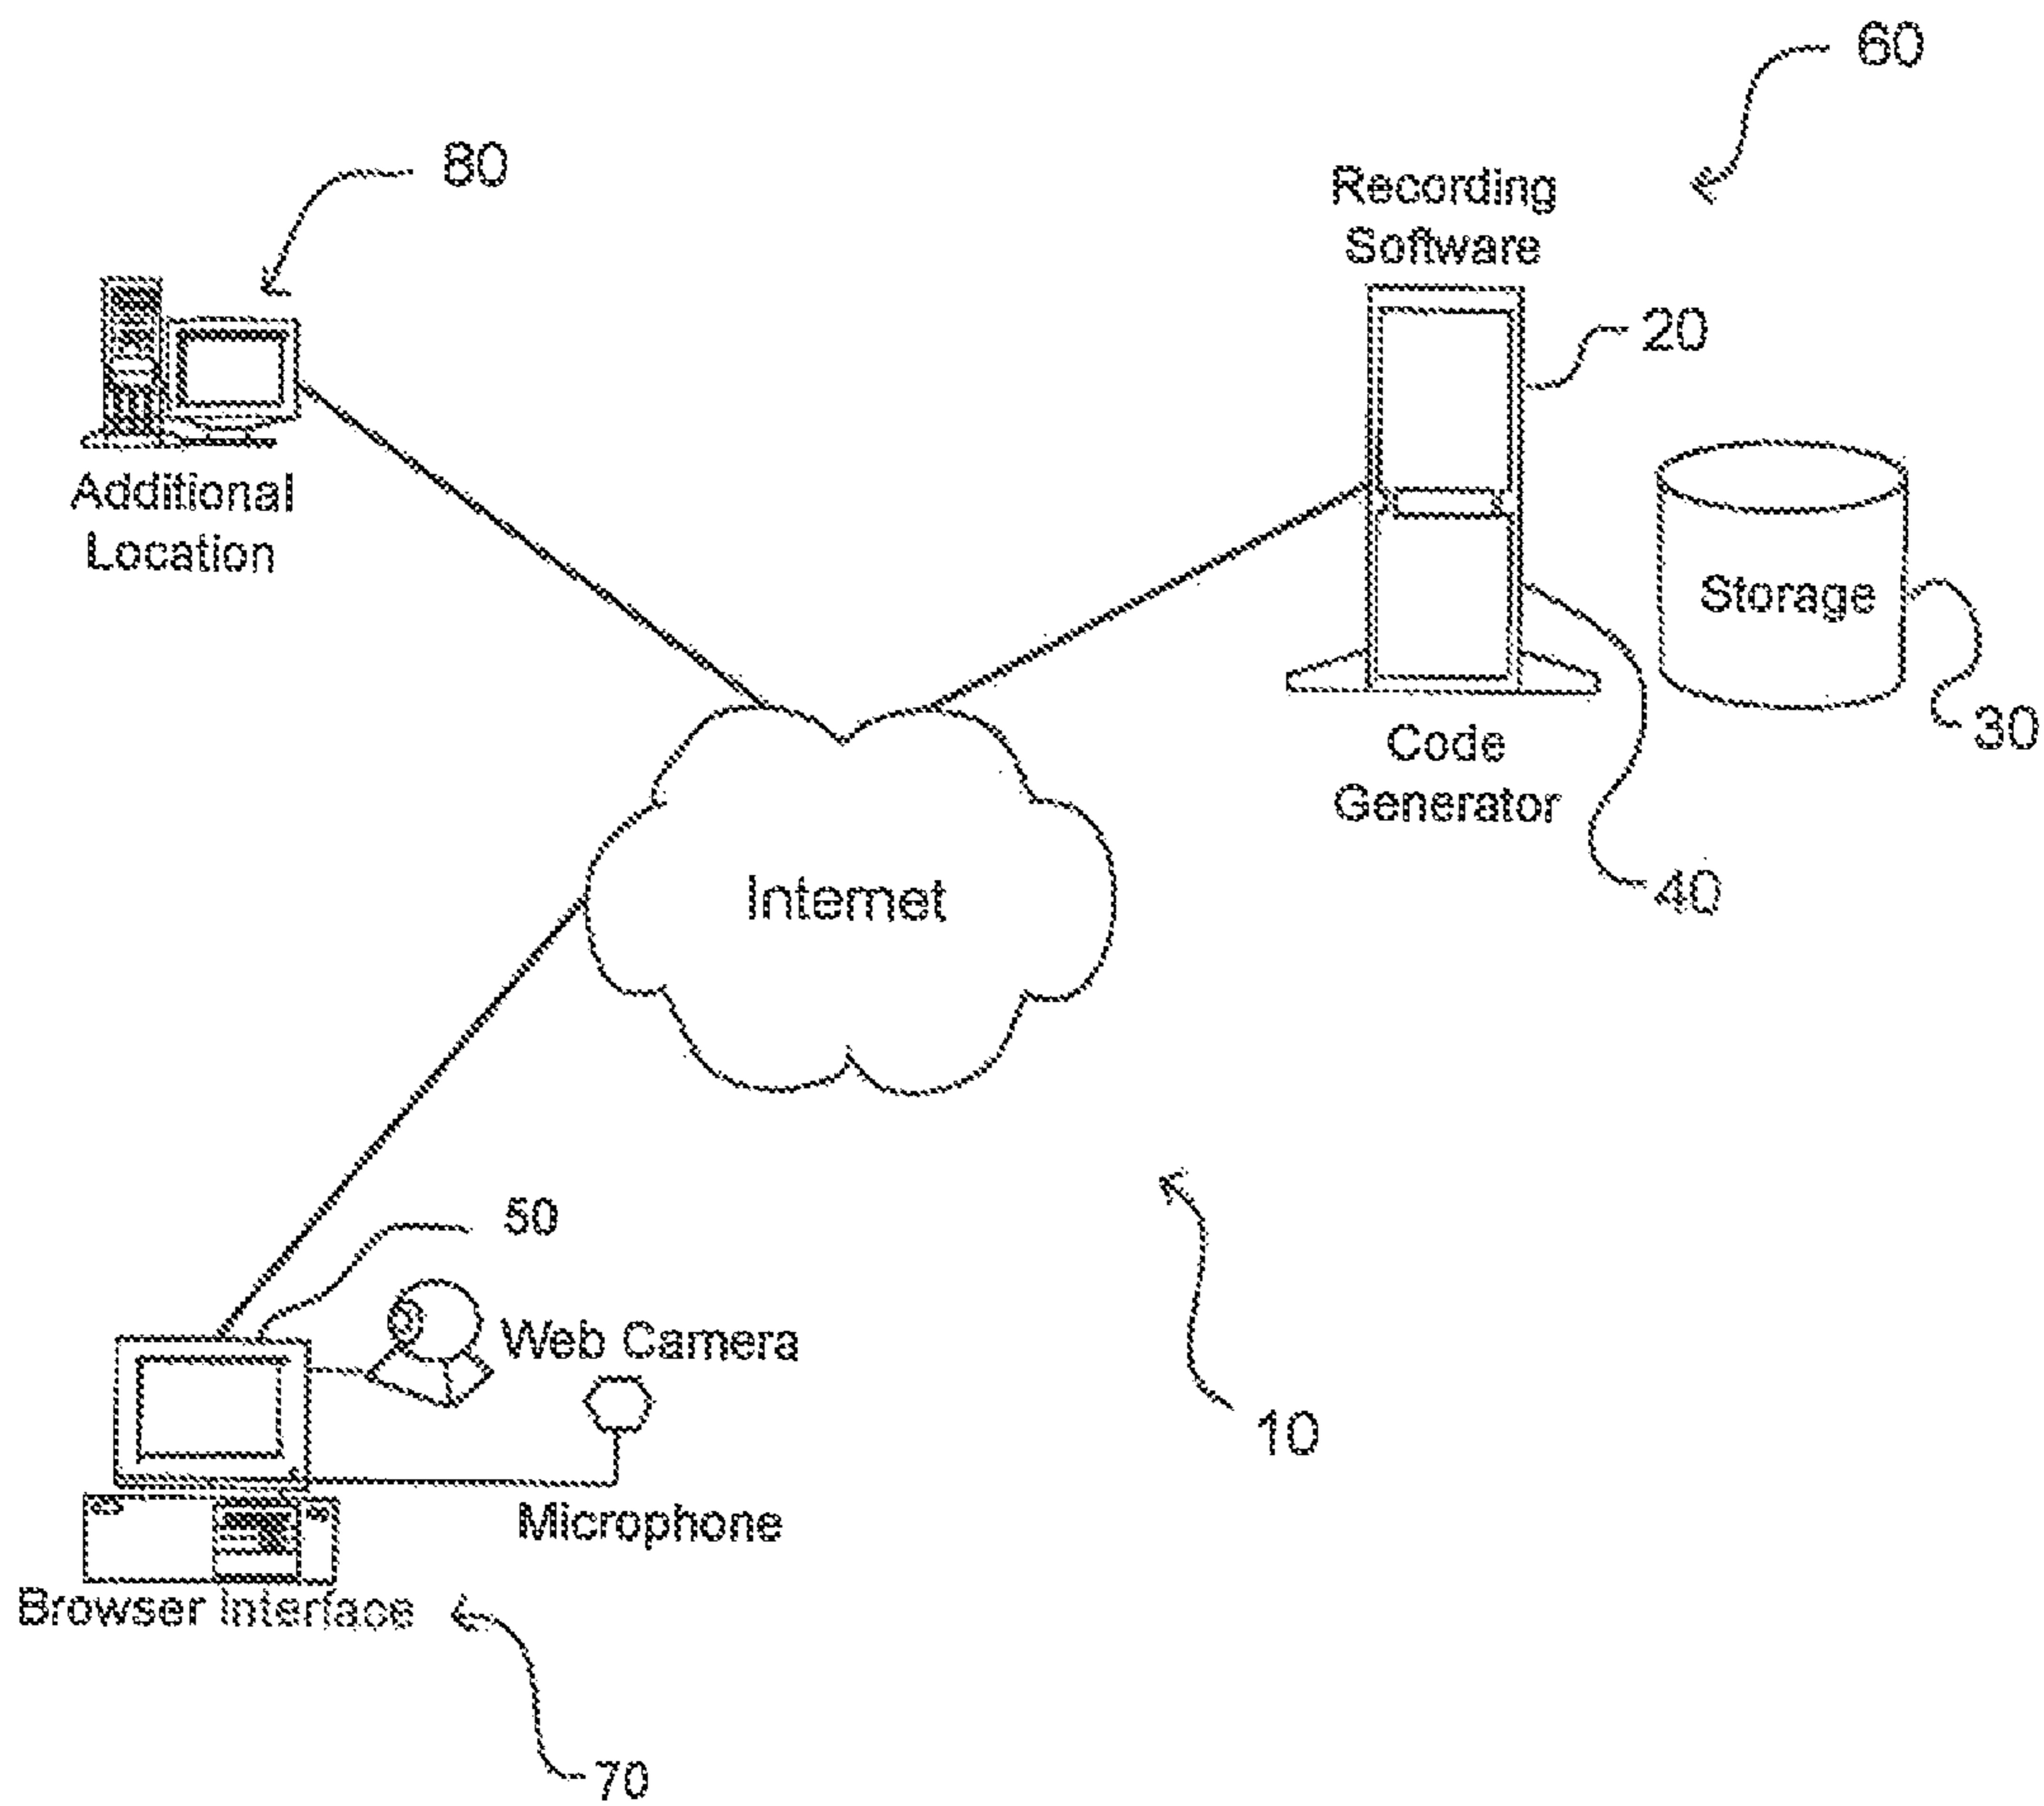 60
80
Recording
Software
20
Additional
Location
Storage
30
Code
Generator
40
Internet
50
Web Camera
10
Microphone
Browser Interface
70